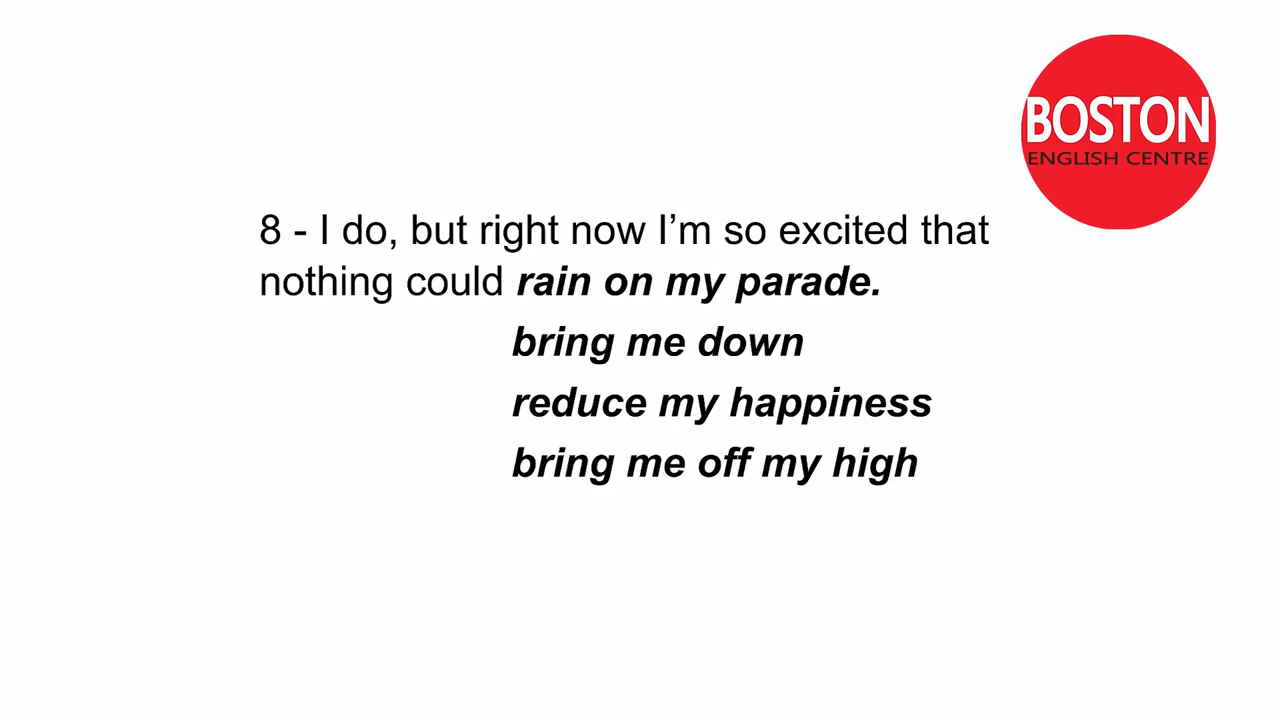 BOSTON
ENGLISH CENTRE
8 - I do, but right now I’m so excited that
nothing could rain on my parade.
bring me down
reduce my happiness
bring me off my high